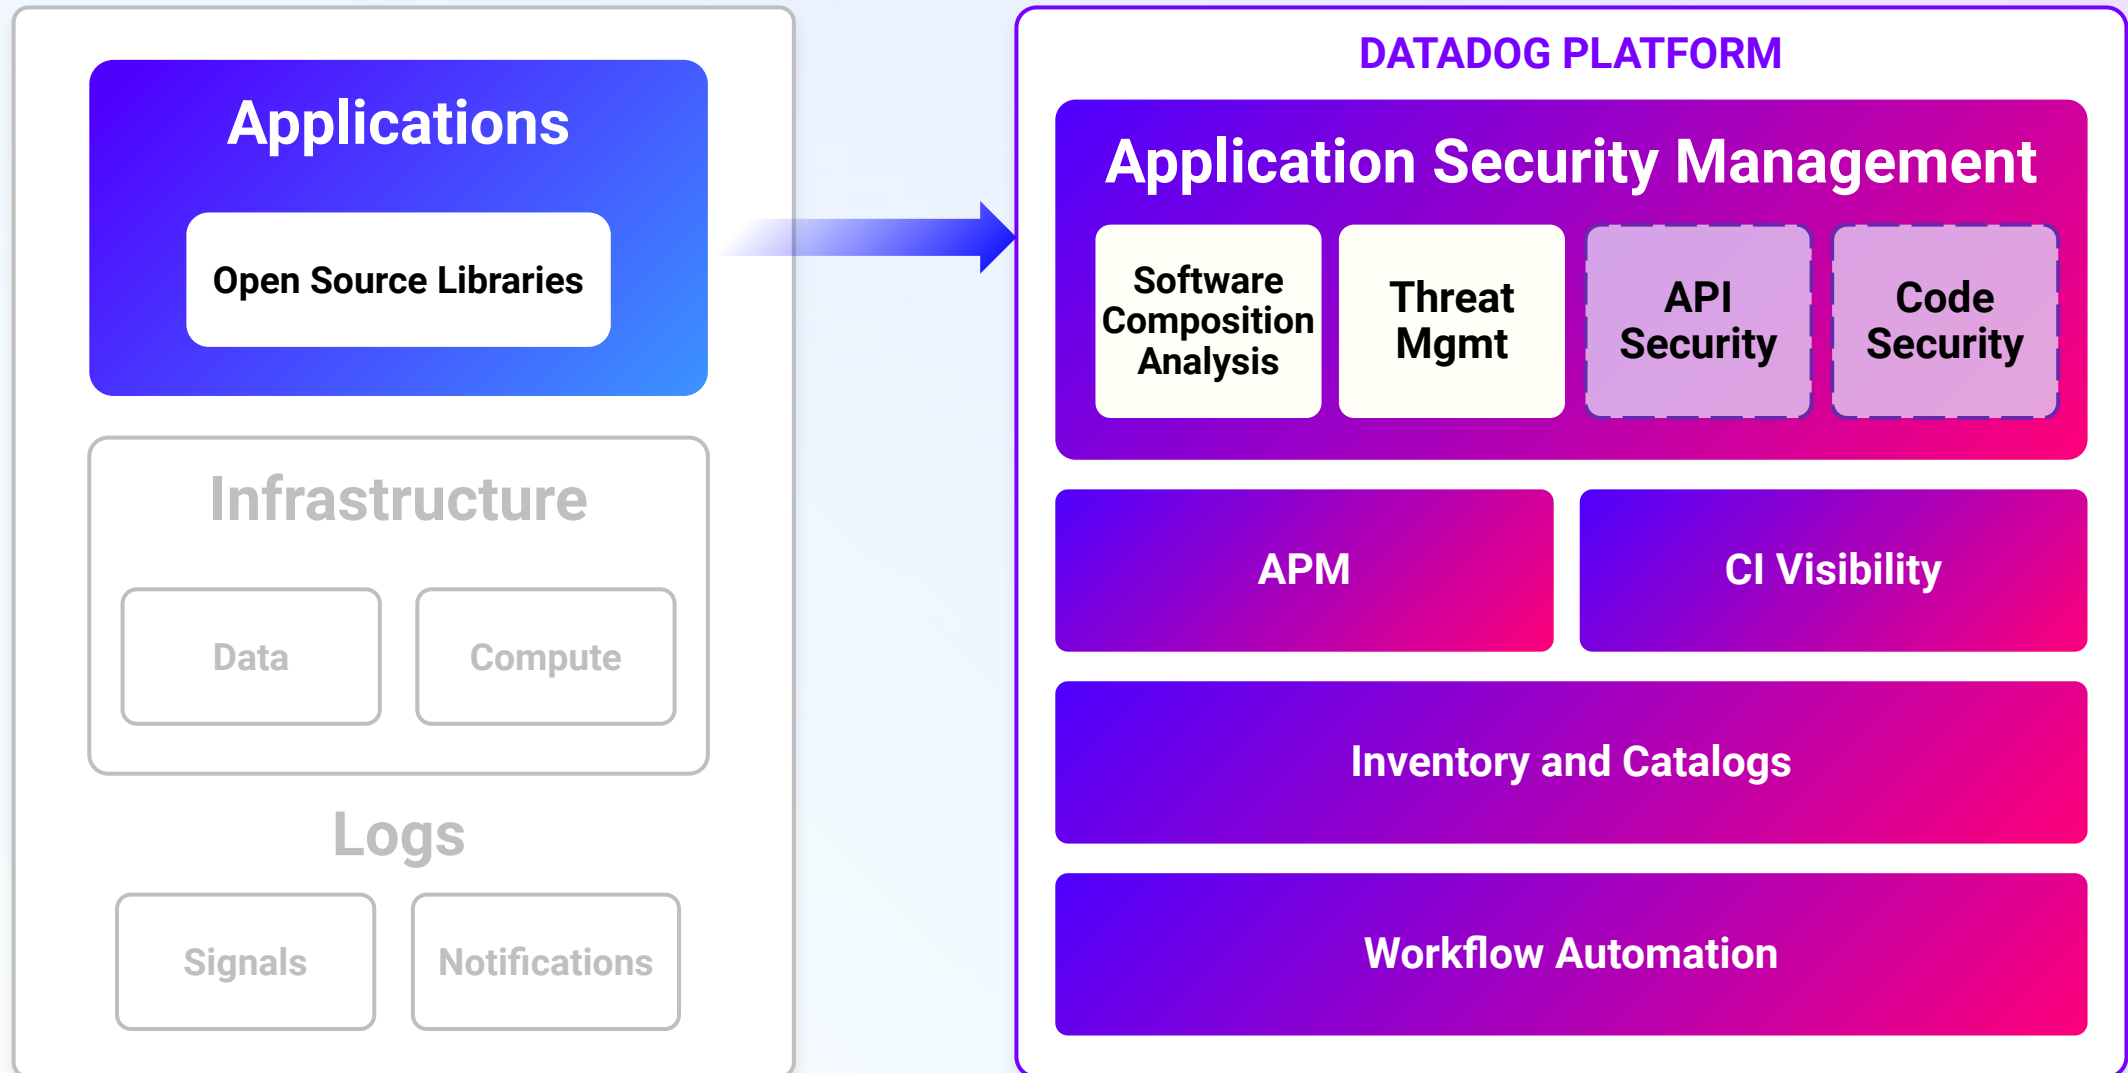 Applications
Open Source Libraries
Infrastructure
Data
Compute
Logs
Signals
Notifications
DATADOG PLATFORM
Application Security Management
Software
Composition
Analysis
Threat
Mgmt
API
Security
Code
Security
APM
CI Visibility
Inventory and Catalogs
Workflow Automation